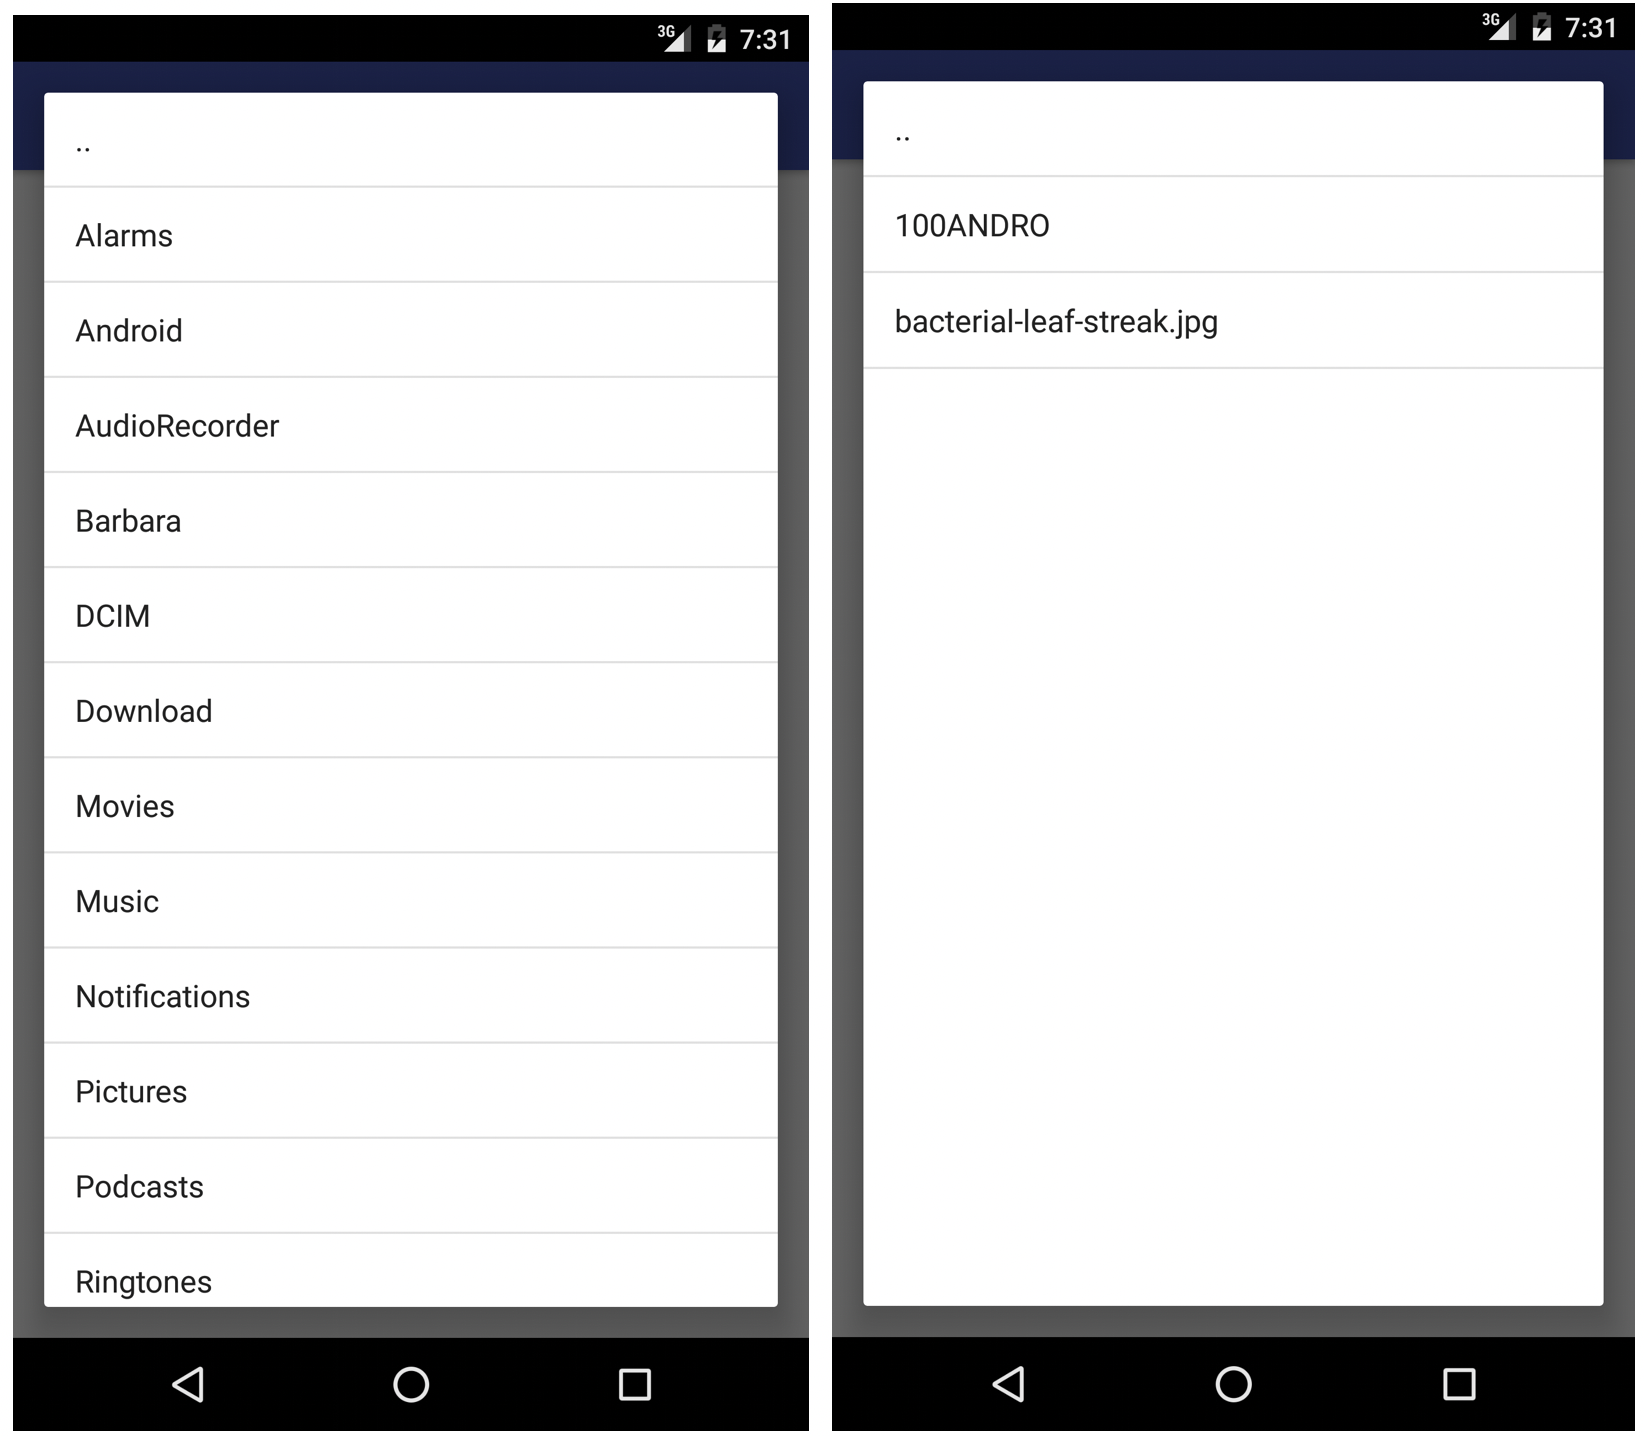 3G 7:31
..
Alarms
Android
AudioRecorder
Barbara
DCIM
Download
Movies
Music
Notifications
Pictures
Podcasts
Ringtones
3G 7:31
..
100ANDRO
bacterial-leaf-streak.jpg